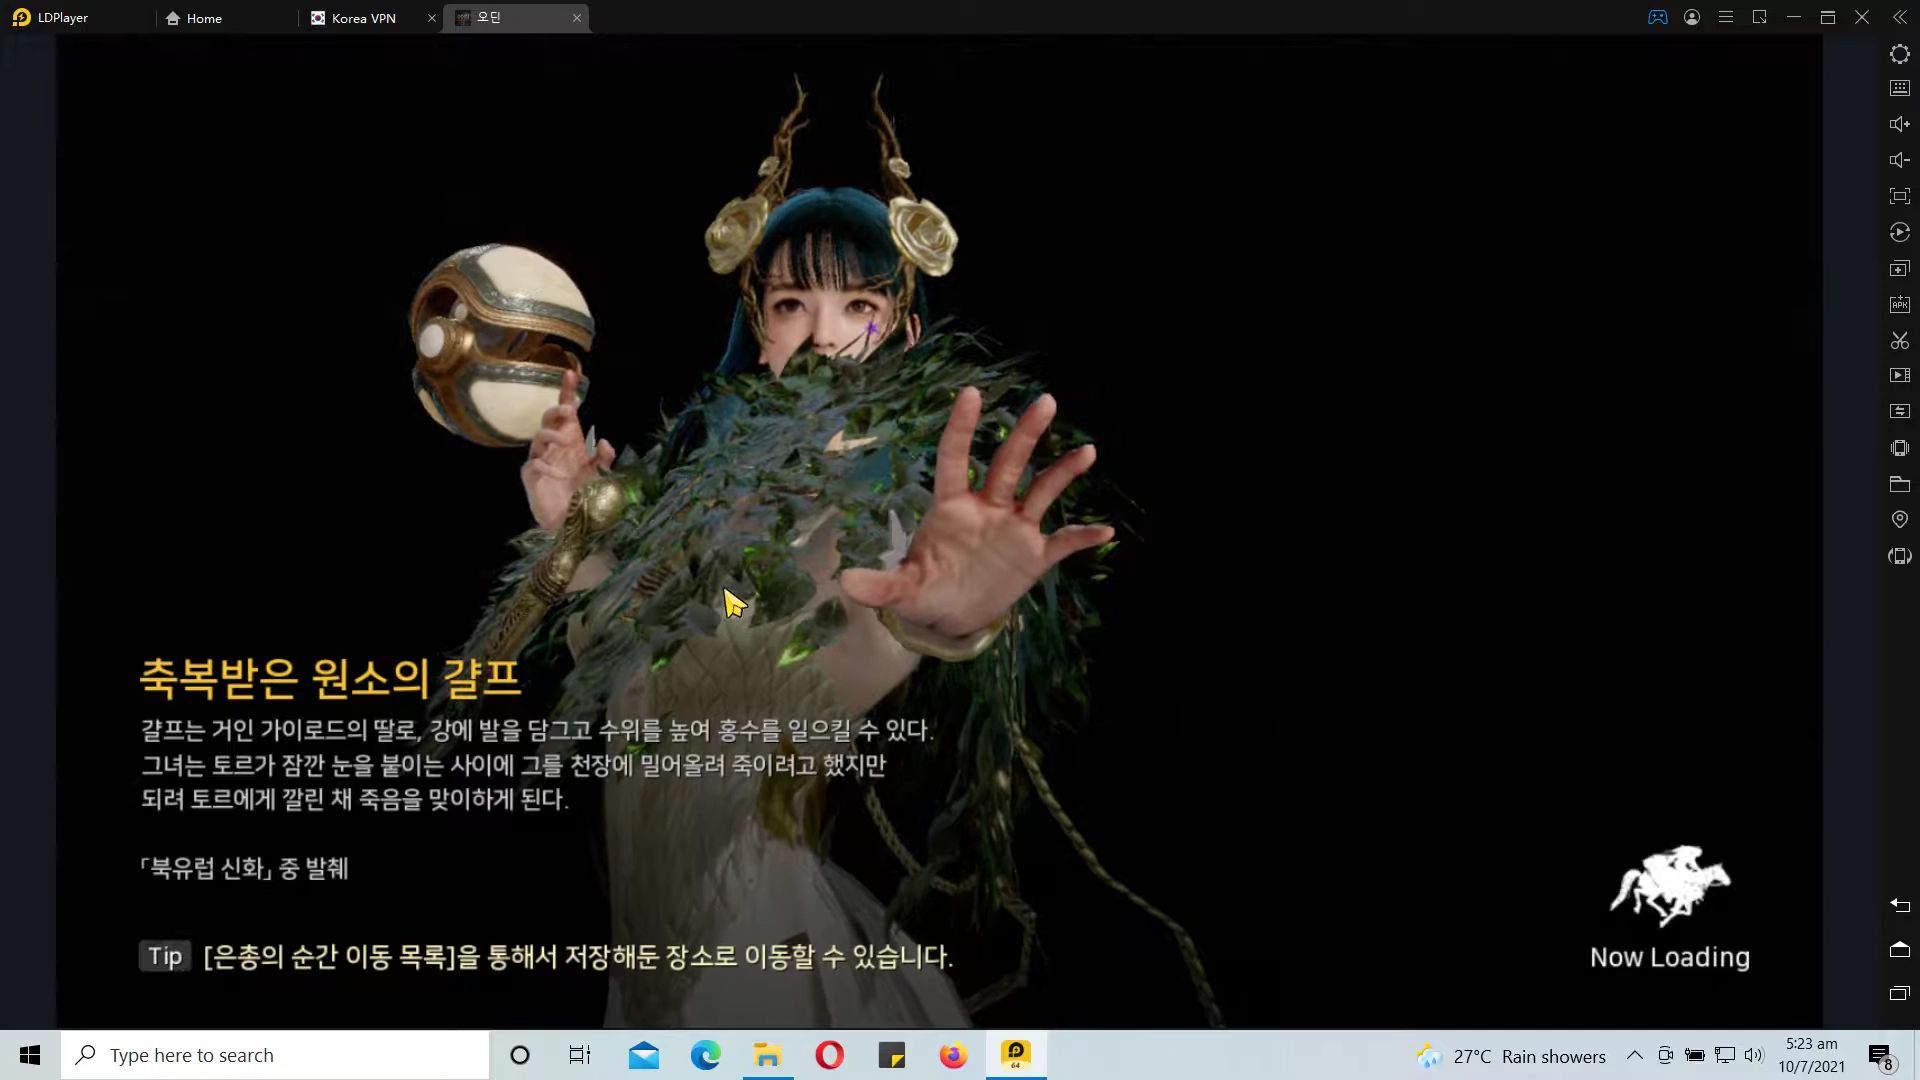 LDPlayer
Home
Korea VPN
오딘
APK
축복받은 원소의 걀프
걀프는 거인 가이로드의 딸로, 강에 발을 담그고 수위를 높여 홍수를 일으킬 수 있다.
그녀는 토르가 잠깐 눈을 붙이는 사이에 그를 천장에 밀어올려 죽이려고 했지만
되려 토르에게 깔린 채 죽음을 맞이하게 된다.
「북유럽 신화」 중 발췌
Tip [은총의 순간 이동 목록]을 통해서 저장해둔 장소로 이동할 수 있습니다.
Now Loading
Type here to search
64
27°C Rain showers
5:23 am
10/7/2021
8